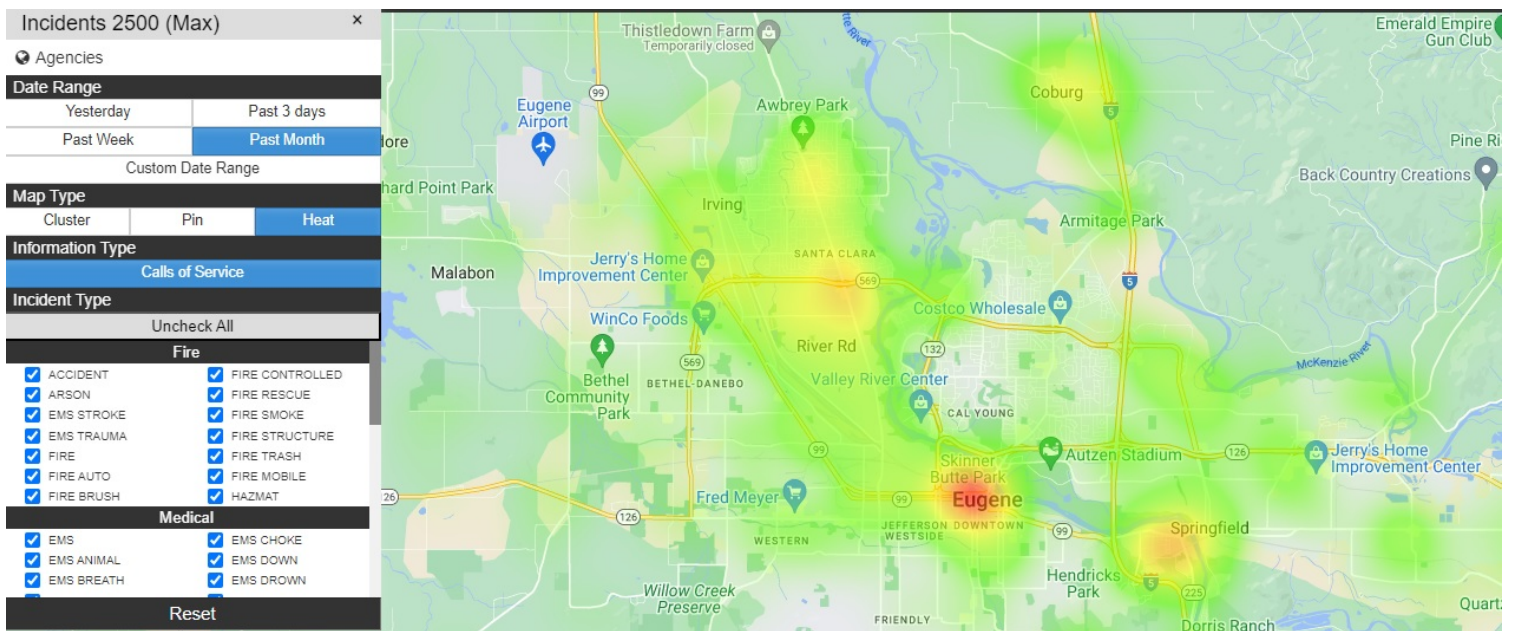 Incidents 2500 (Max) ×
Agencies
Date Range
Yesterday Past 3 days
Past Week Past Month
Custom Date Range
Map Type
Cluster Pin Heat
Information Type
Calls of Service
Incident Type
Uncheck All
Fire
ACCIDENT FIRE CONTROLLED
ARSON FIRE RESCUE
EMS STROKE FIRE SMOKE
EMS TRAUMA FIRE STRUCTURE
FIRE FIRE TRASH
FIRE AUTO FIRE MOBILE
FIRE BRUSH HAZMAT
Medical
EMS EMS CHOKE
EMS ANIMAL EMS DOWN
EMS BREATH EMS DROWN
Reset
Thistledown Farm
Temporarily closed
Emerald Empire
Gun Club
99
Coburg
5
Eugene
Airport
Awbrey Park
lore
Pine Ri
Back Country Creations
hard Point Park
Irving
Armitage Park
SANTA CLARA
Jerry's Home
Improvement Center
Malabon
569
5
Costco Wholesale
WinCo Foods
River Rd
132
McKenzie River
569
Bethel
Community
Park
BETHEL-DANEBO
Valley River Center
CAL YOUNG
99
Autzen Stadium
126
Jerry's Home
Improvement Center
Skinner
Butte Park
Fred Meyer
99
Eugene
26
126
JEFFERSON
WESTSIDE
DOWNTOWN
99
Springfield
WESTERN
Hendricks
Park
5
225
Willow Creek
Preserve
Quart
FRIENDLY
Dorris Ranch